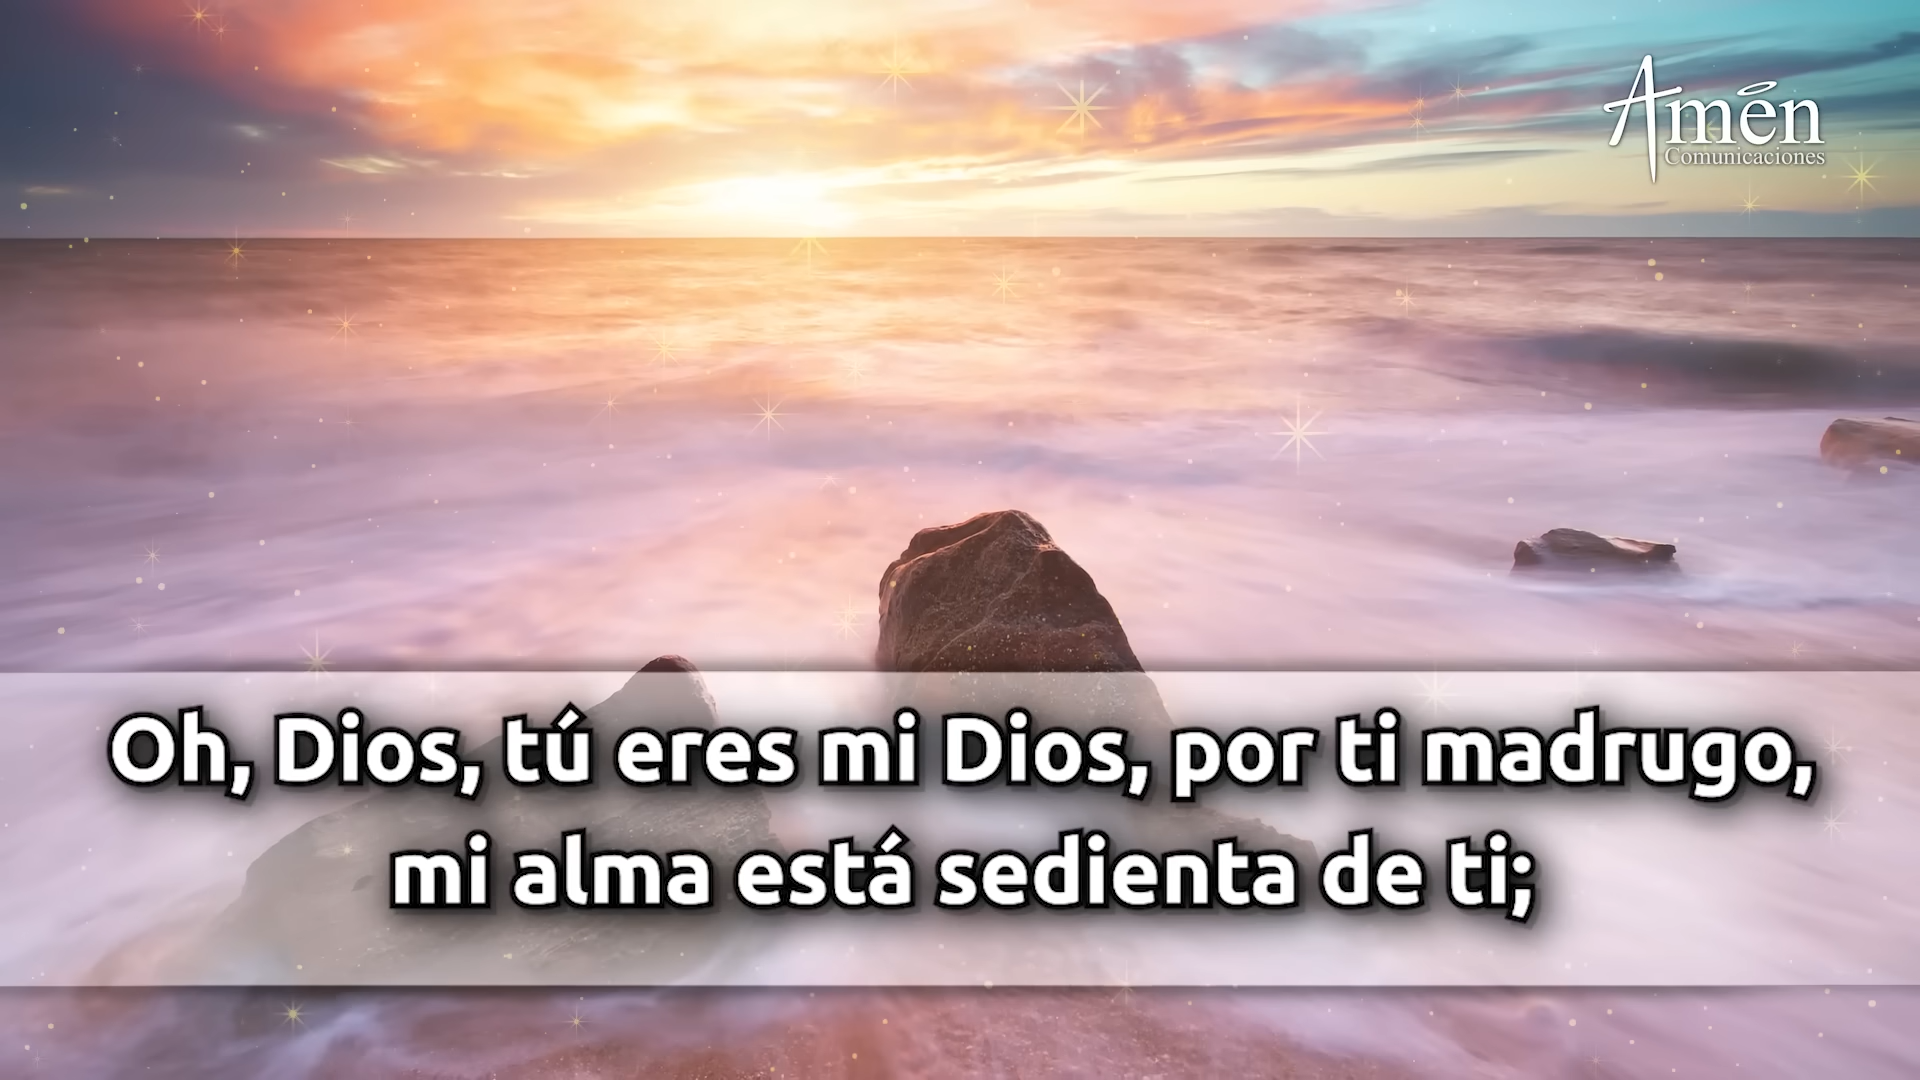 Amén
Comunicaciones
Oh, Dios, tú eres mi Dios, por ti madrugo,
mi alma está sedienta de ti;